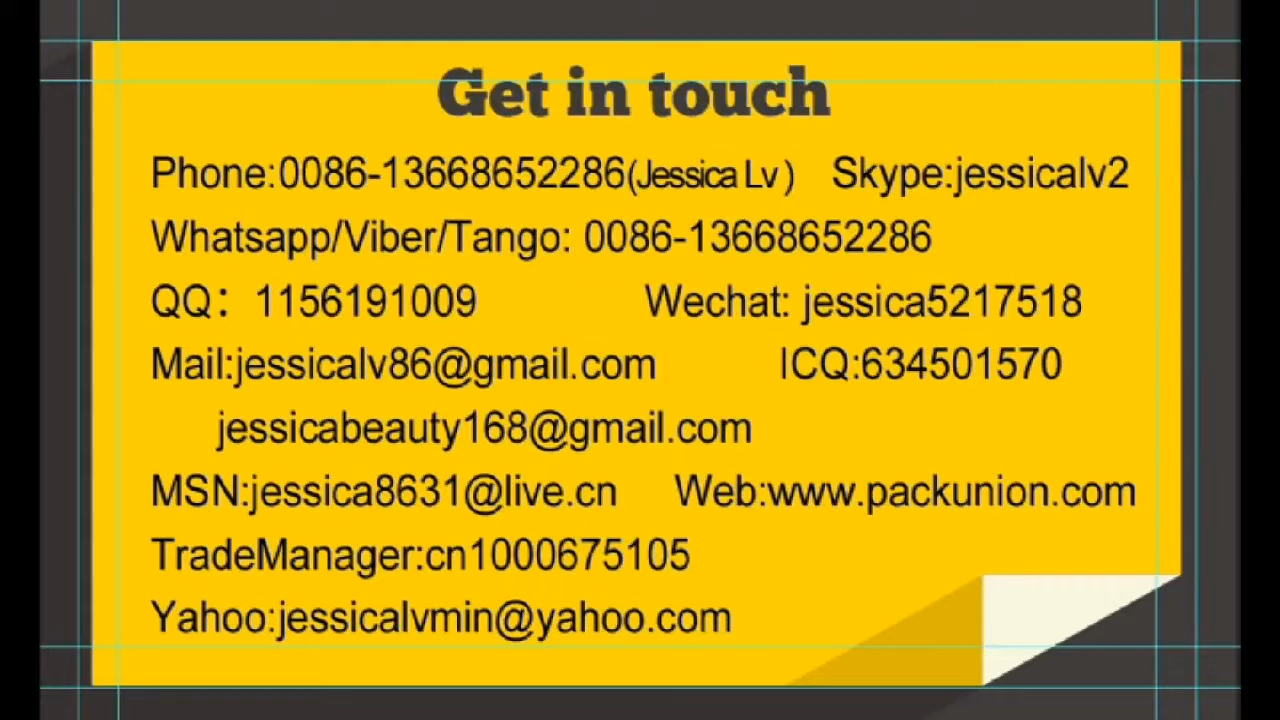 Get in touch
Phone:0086-13668652286(Jessica Lv ) Skype:jessicalv2
Whatsapp/Viber/Tango: 0086-13668652286
QQ：1156191009 Wechat: jessica5217518
Mail:jessicalv86@gmail.com ICQ:634501570
jessicabeauty168@gmail.com
MSN:jessica8631@live.cn Web:www.packunion.com
TradeManager:cn1000675105
Yahoo:jessicalvmin@yahoo.com